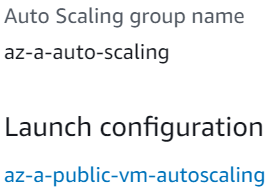 Auto Scaling group name
az-a-auto-scaling
Launch configuration
az-a-public-vm-autoscaling